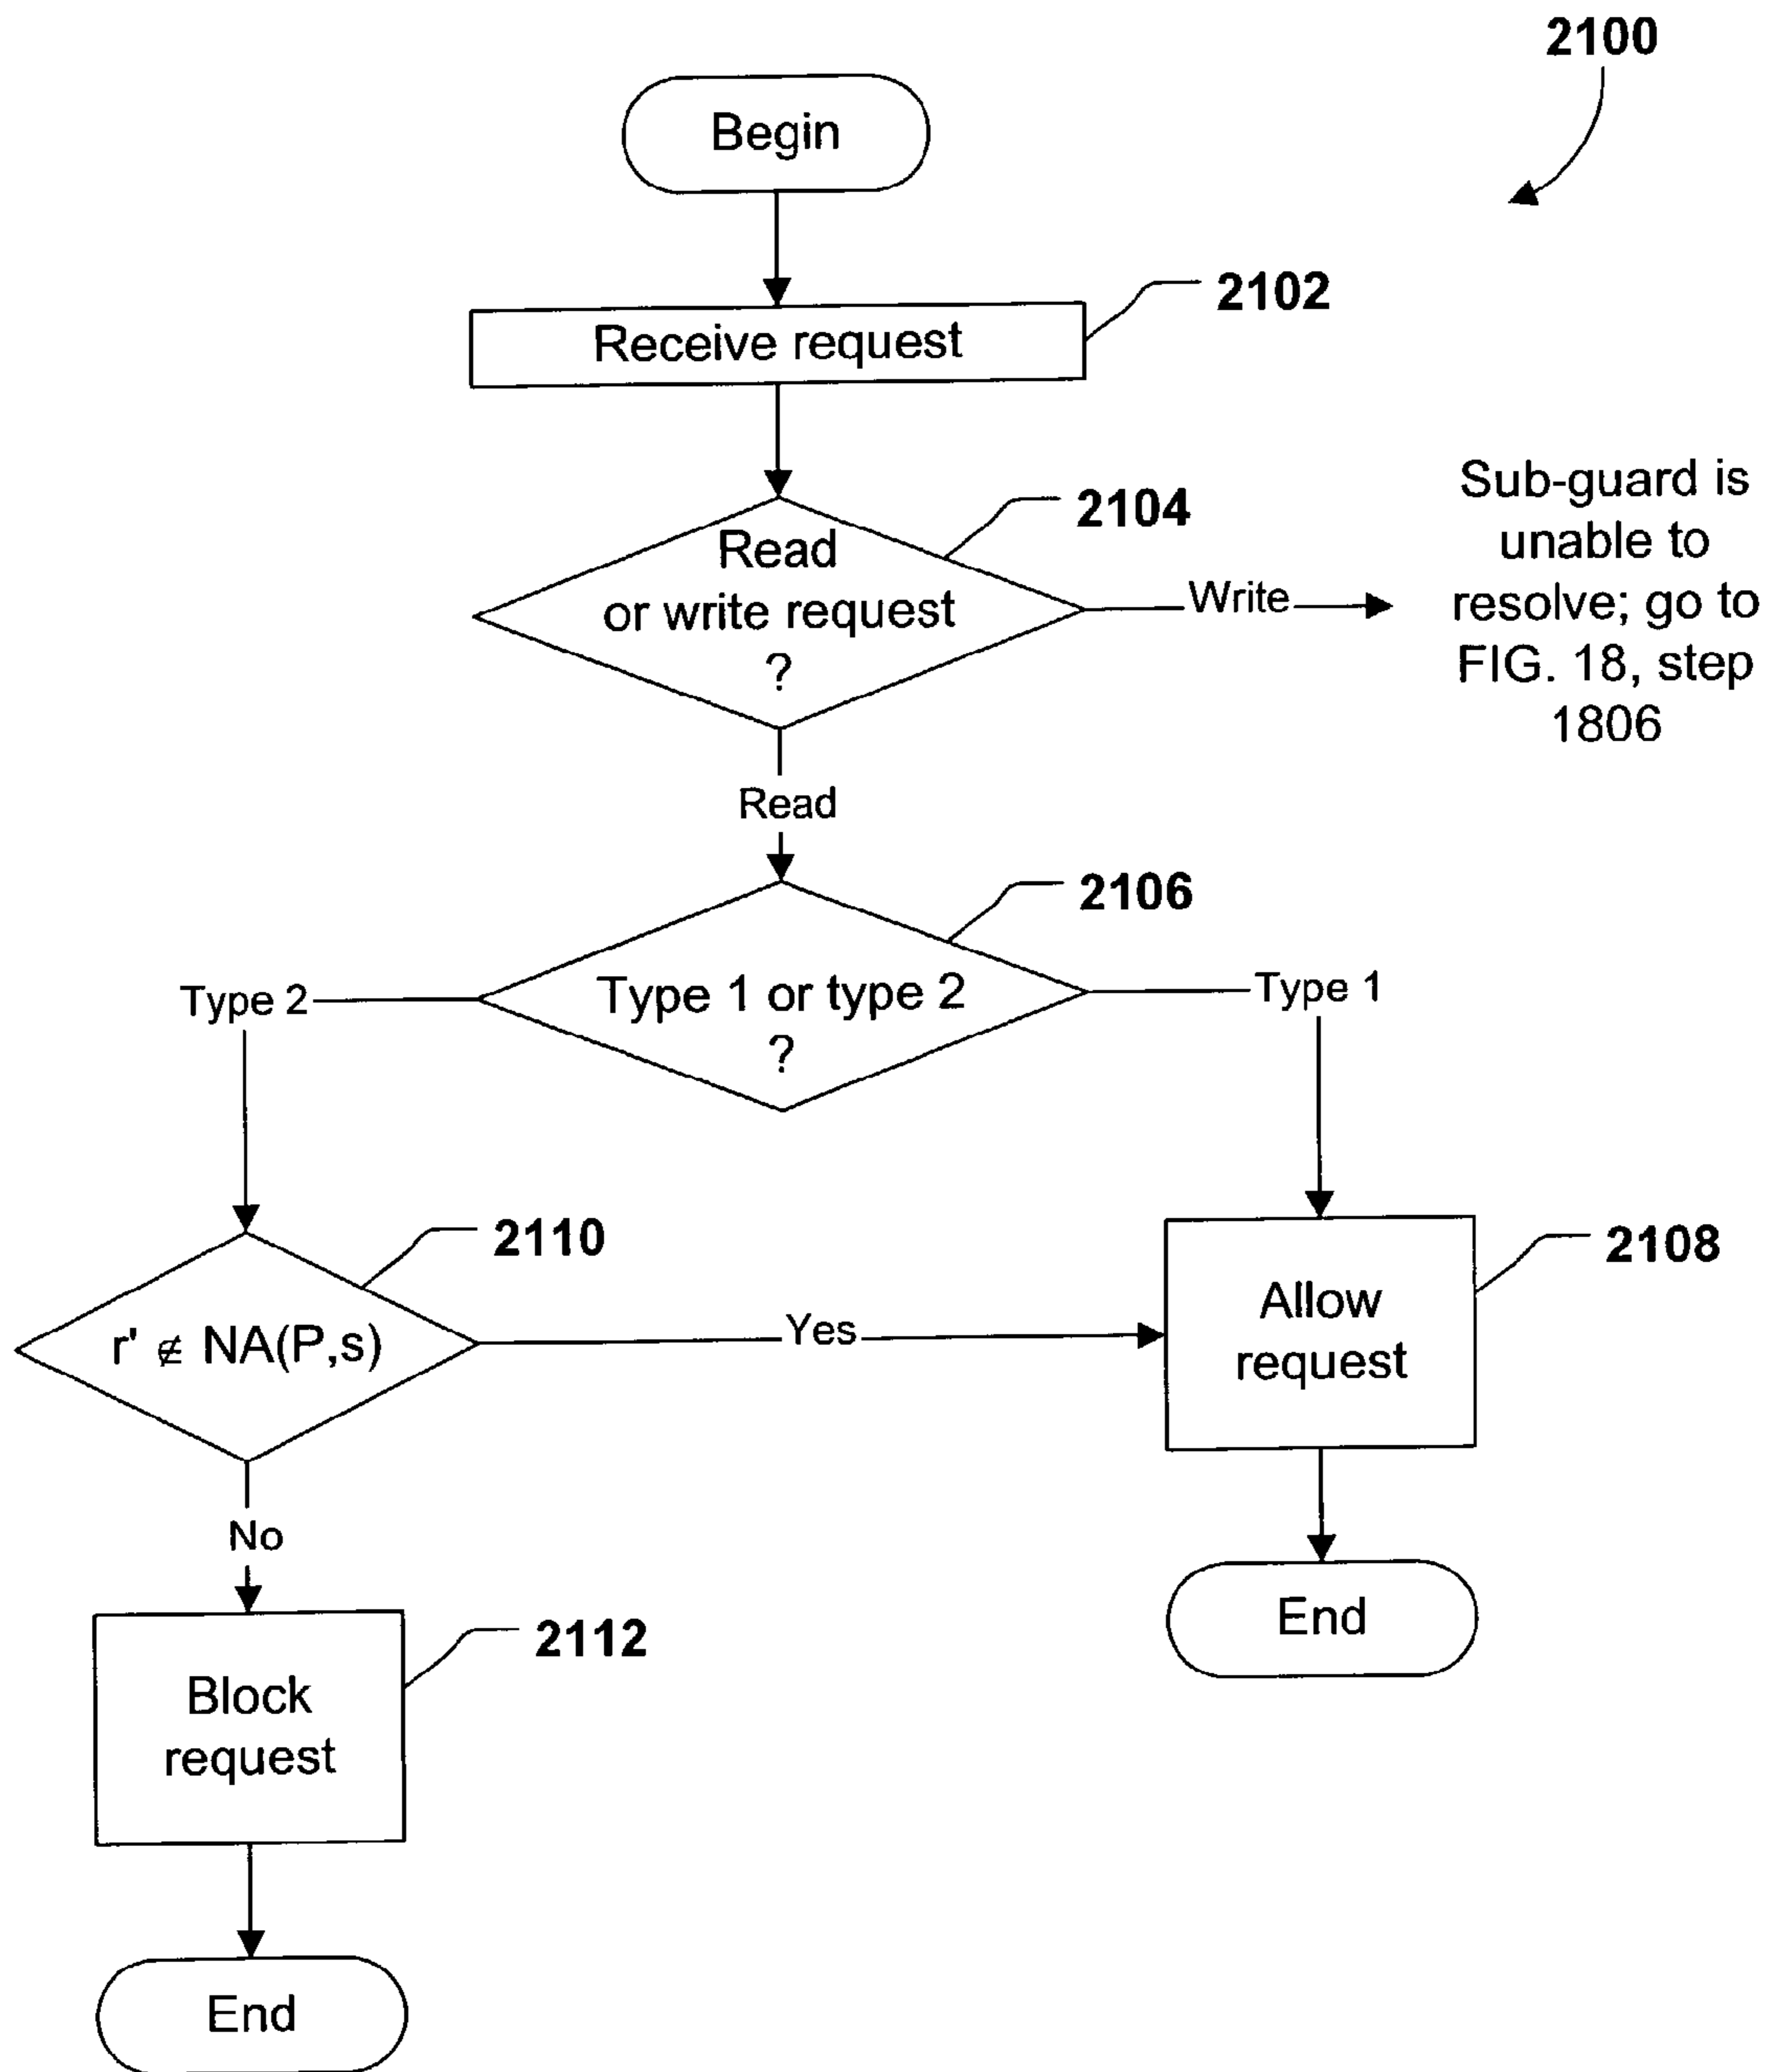 2100
Begin
2102
Receive request
2104
Read
or write request
?
Write
Sub-guard is
unable to
resolve; go to
FIG. 18, step
1806
Read
2106
Type 2
Type 1 or type 2
?
Type 1
2110
r' ∉ NA(P,s)
Yes
2108
Allow
request
No
End
2112
Block
request
End